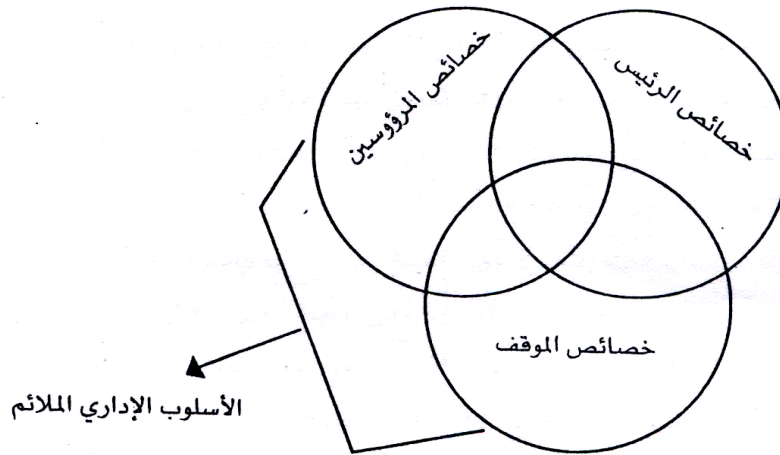 خصائص الرئيس
خصائص المرؤوسين
خصائص الموقف
الأسلوب الإداري الملائم